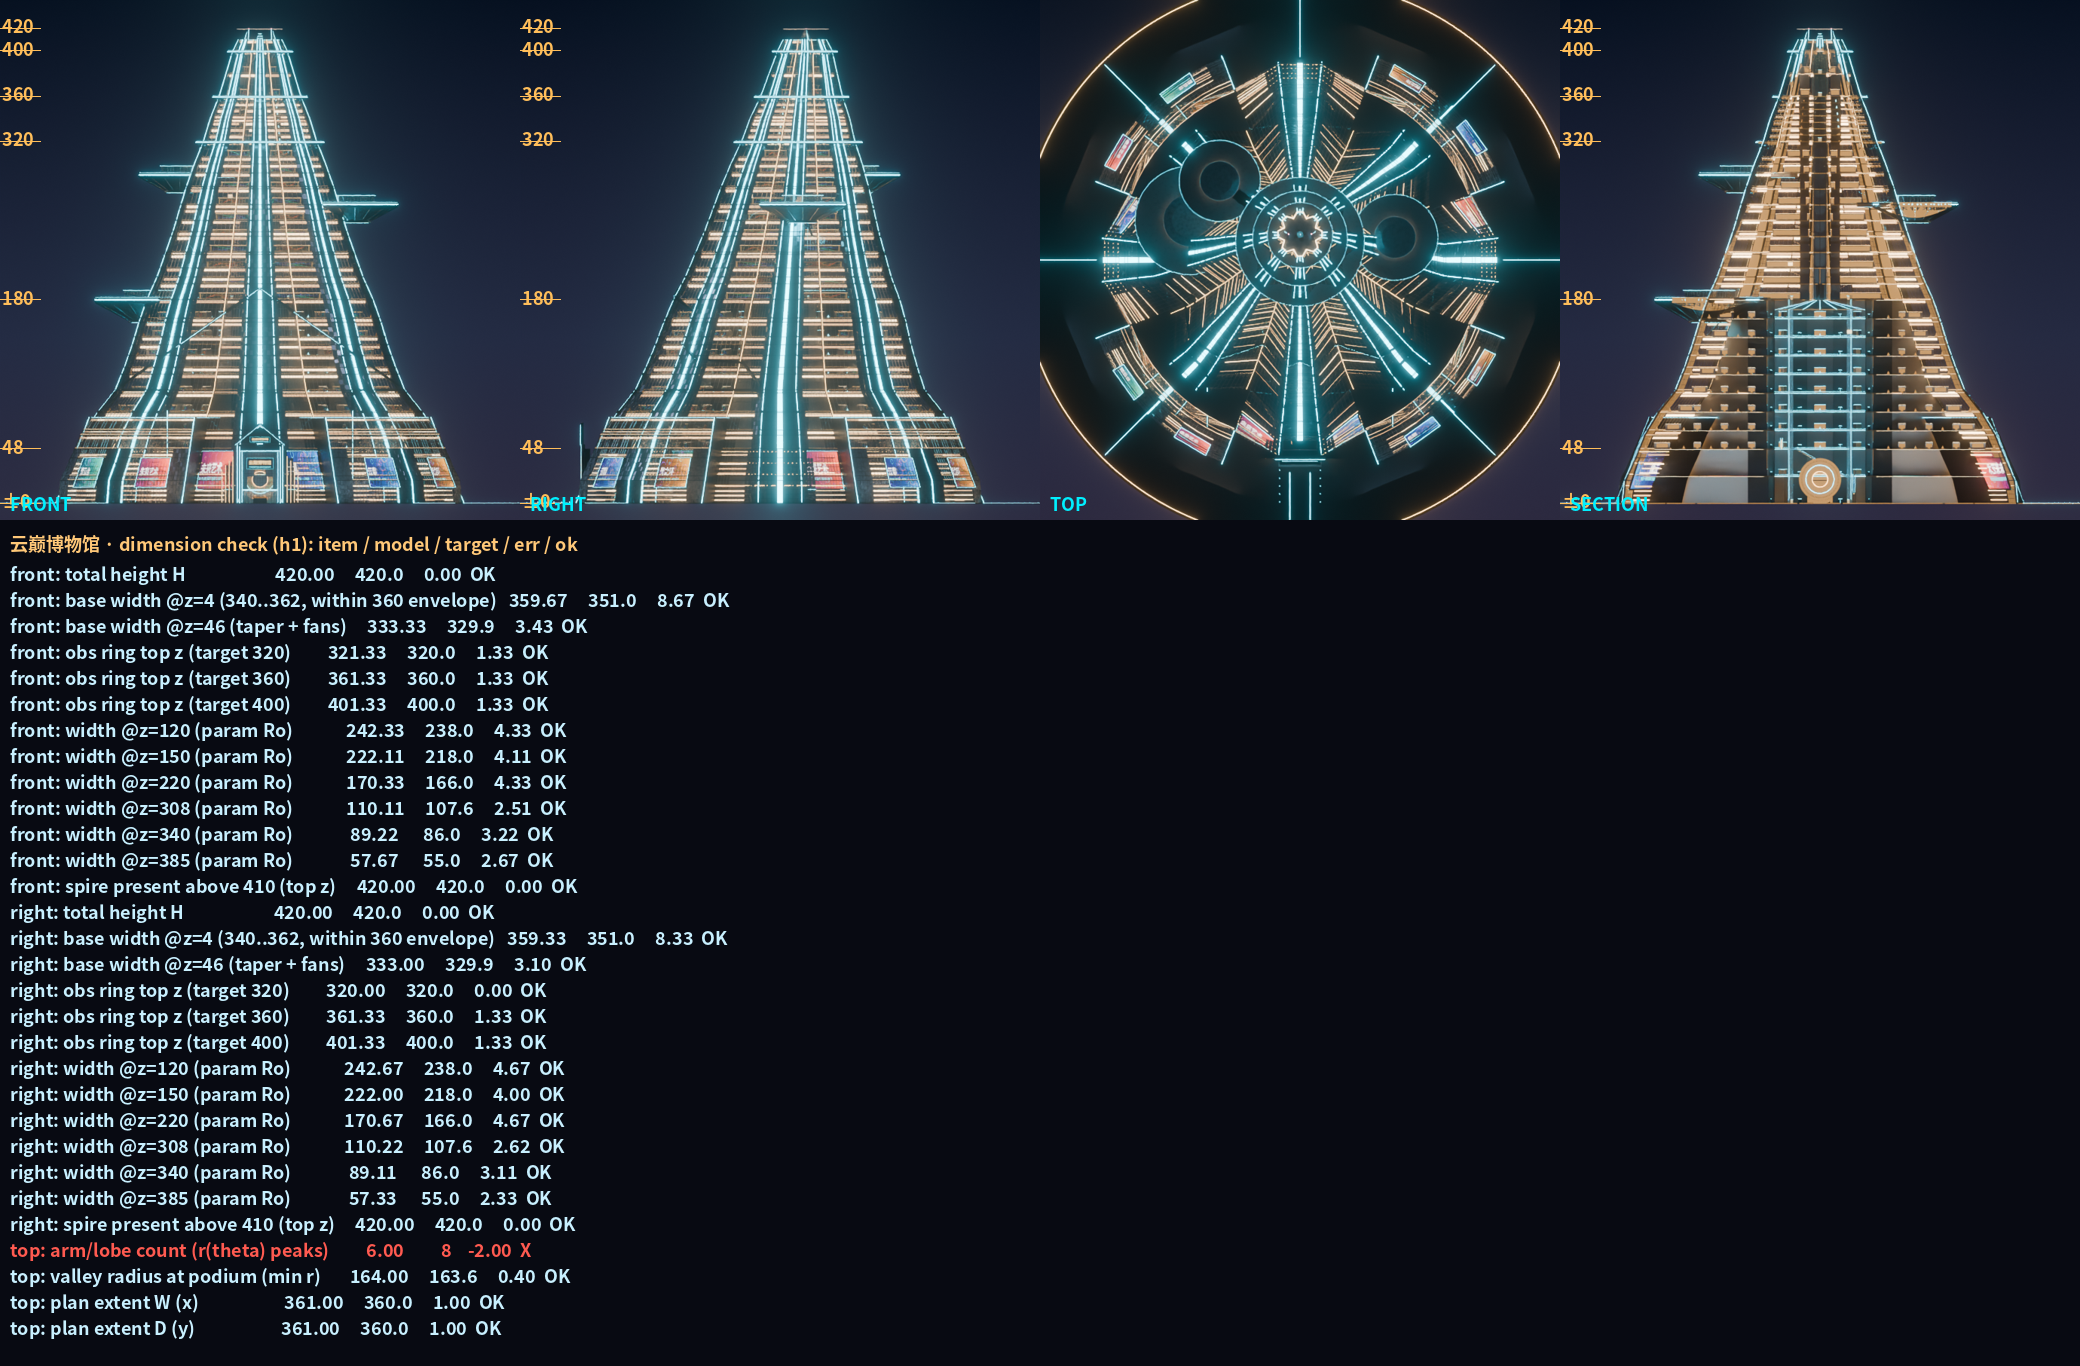 420
400
360
320
180
48
±0
FRONT
420
400
360
320
180
48
±0
RIGHT
TOP
420
400
360
320
180
48
±0
SECTION
云巅博物馆 · dimension check (h1): item / model / target / err / ok
front: total height H 420.00 420.0 0.00 OK
front: base width @z=4 (340..362, within 360 envelope) 359.67 351.0 8.67 OK
front: base width @z=46 (taper + fans) 333.33 329.9 3.43 OK
front: obs ring top z (target 320) 321.33 320.0 1.33 OK
front: obs ring top z (target 360) 361.33 360.0 1.33 OK
front: obs ring top z (target 400) 401.33 400.0 1.33 OK
front: width @z=120 (param Ro) 242.33 238.0 4.33 OK
front: width @z=150 (param Ro) 222.11 218.0 4.11 OK
front: width @z=220 (param Ro) 170.33 166.0 4.33 OK
front: width @z=308 (param Ro) 110.11 107.6 2.51 OK
front: width @z=340 (param Ro) 89.22 86.0 3.22 OK
front: width @z=385 (param Ro) 57.67 55.0 2.67 OK
front: spire present above 410 (top z) 420.00 420.0 0.00 OK
right: total height H 420.00 420.0 0.00 OK
right: base width @z=4 (340..362, within 360 envelope) 359.33 351.0 8.33 OK
right: base width @z=46 (taper + fans) 333.00 329.9 3.10 OK
right: obs ring top z (target 320) 320.00 320.0 0.00 OK
right: obs ring top z (target 360) 361.33 360.0 1.33 OK
right: obs ring top z (target 400) 401.33 400.0 1.33 OK
right: width @z=120 (param Ro) 242.67 238.0 4.67 OK
right: width @z=150 (param Ro) 222.00 218.0 4.00 OK
right: width @z=220 (param Ro) 170.67 166.0 4.67 OK
right: width @z=308 (param Ro) 110.22 107.6 2.62 OK
right: width @z=340 (param Ro) 89.11 86.0 3.11 OK
right: width @z=385 (param Ro) 57.33 55.0 2.33 OK
right: spire present above 410 (top z) 420.00 420.0 0.00 OK
top: arm/lobe count (r(theta) peaks) 6.00 8 -2.00 X
top: valley radius at podium (min r) 164.00 163.6 0.40 OK
top: plan extent W (x) 361.00 360.0 1.00 OK
top: plan extent D (y) 361.00 360.0 1.00 OK